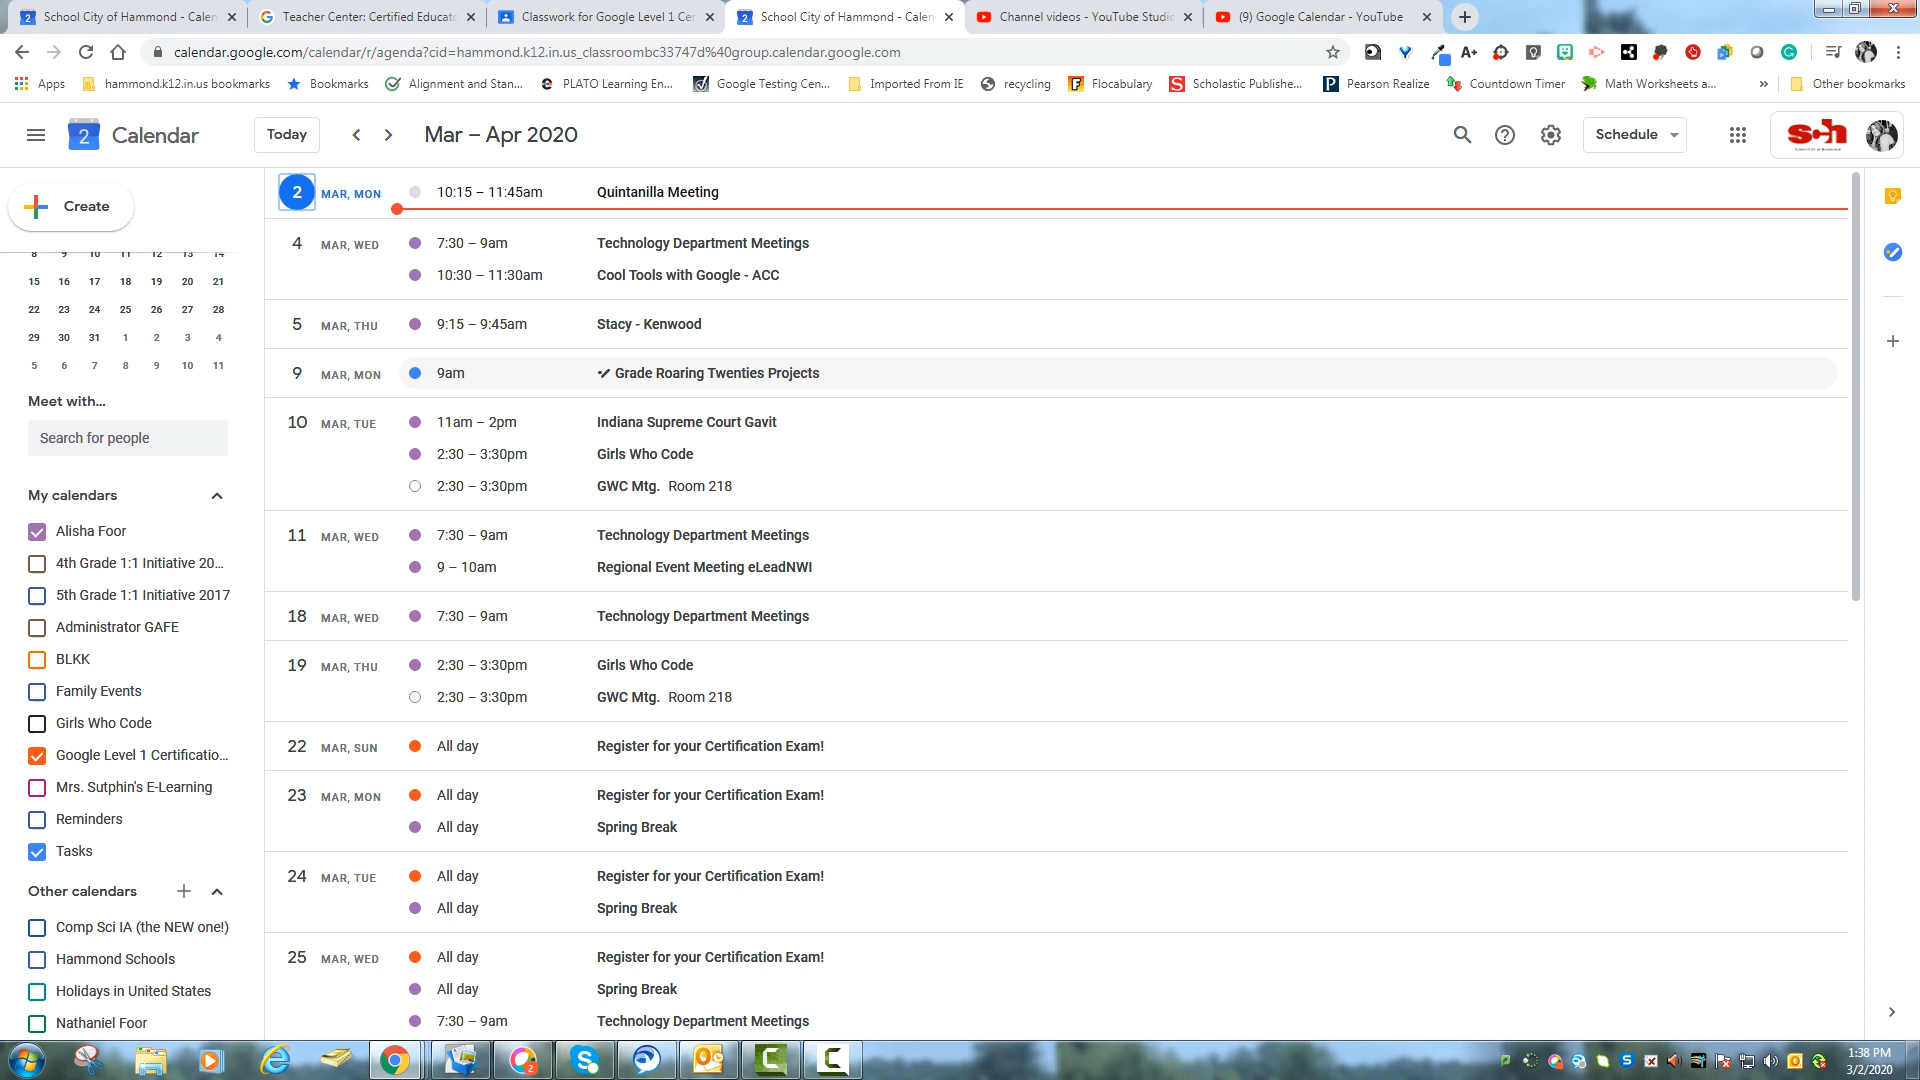 School City of Hammond - Calen
Teacher Center: Certified Educato
Classwork for Google Level 1 Cer
School City of Hammond - Calen
Channel videos - YouTube Studio
(9) Google Calendar - YouTube
calendar.google.com/calendar/r/agenda?cid=hammond.k12.in.us_classroombc33747d%40group.calendar.google.com
Apps
hammond.k12.in.us bookmarks
Bookmarks
Alignment and Stan...
PLATO Learning En...
Google Testing Cen...
Imported From IE
recycling
Flocabulary
Scholastic Publishe...
Pearson Realize
Countdown Timer
Math Worksheets a...
Other bookmarks
2 Calendar
Today
Mar – Apr 2020
Schedule
sch
Create
8 9 10 11 12 13 14
15 16 17 18 19 20 21
22 23 24 25 26 27 28
29 30 31 1 2 3 4
5 6 7 8 9 10 11
Meet with...
Search for people
My calendars
Alisha Foor
4th Grade 1:1 Initiative 20...
5th Grade 1:1 Initiative 2017
Administrator GAFE
BLKK
Family Events
Girls Who Code
Google Level 1 Certificatio...
Mrs. Sutphin's E-Learning
Reminders
Tasks
Other calendars
Comp Sci IA (the NEW one!)
Hammond Schools
Holidays in United States
Nathaniel Foor
2 MAR, MON 10:15 – 11:45am Quintanilla Meeting
4 MAR, WED 7:30 – 9am Technology Department Meetings
10:30 – 11:30am Cool Tools with Google - ACC
5 MAR, THU 9:15 – 9:45am Stacy - Kenwood
9 MAR, MON 9am Grade Roaring Twenties Projects
10 MAR, TUE 11am – 2pm Indiana Supreme Court Gavit
2:30 – 3:30pm Girls Who Code
2:30 – 3:30pm GWC Mtg. Room 218
11 MAR, WED 7:30 – 9am Technology Department Meetings
9 – 10am Regional Event Meeting eLeadNWI
18 MAR, WED 7:30 – 9am Technology Department Meetings
19 MAR, THU 2:30 – 3:30pm Girls Who Code
2:30 – 3:30pm GWC Mtg. Room 218
22 MAR, SUN All day Register for your Certification Exam!
23 MAR, MON All day Register for your Certification Exam!
All day Spring Break
24 MAR, TUE All day Register for your Certification Exam!
All day Spring Break
25 MAR, WED All day Register for your Certification Exam!
All day Spring Break
7:30 – 9am Technology Department Meetings
1:38 PM
3/2/2020